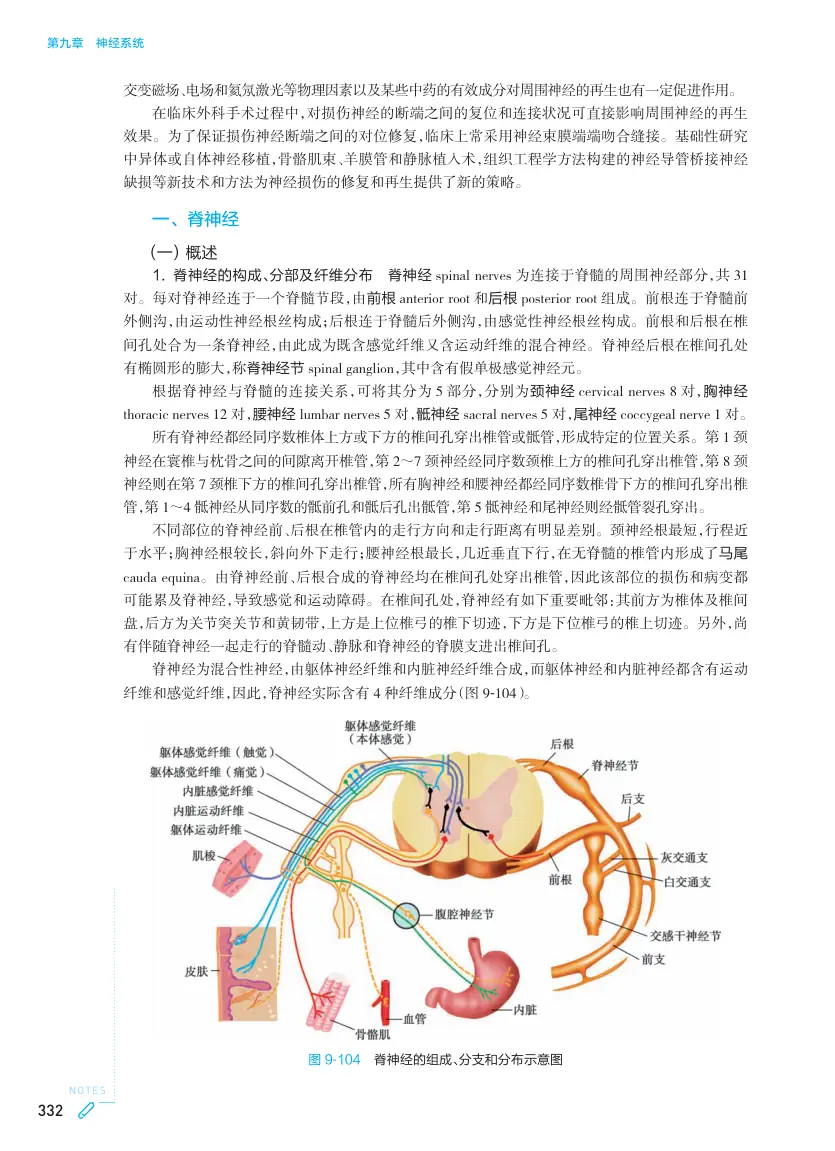 第九章 神经系统
交变磁场、电场和氦氖激光等物理因素以及某些中药的有效成分对周围神经的再生也有一定促进作用。
在临床外科手术过程中,对损伤神经的断端之间的复位和连接状况可直接影响周围神经的再生
效果。为了保证损伤神经断端之间的对位修复,临床上常采用神经束膜端端吻合缝接。基础性研究
中异体或自体神经移植,骨骼肌束、羊膜管和静脉植入术,组织工程学方法构建的神经导管桥接神经
缺损等新技术和方法为神经损伤的修复和再生提供了新的策略。
一、脊神经
(一)概述
1. 脊神经的构成、分部及纤维分布 脊神经 spinal nerves 为连接于脊髓的周围神经部分,共 31
对。每对脊神经连于一个脊髓节段,由前根 anterior root 和后根 posterior root 组成。前根连于脊髓前
外侧沟,由运动性神经根丝构成;后根连于脊髓后外侧沟,由感觉性神经根丝构成。前根和后根在椎
间孔处合为一条脊神经,由此成为既含感觉纤维又含运动纤维的混合神经。脊神经后根在椎间孔处
有椭圆形的膨大,称脊神经节 spinal ganglion,其中含有假单极感觉神经元。
根据脊神经与脊髓的连接关系,可将其分为 5 部分,分别为颈神经 cervical nerves 8 对,胸神经
thoracic nerves 12 对,腰神经 lumbar nerves 5 对,骶神经 sacral nerves 5 对,尾神经 coccygeal nerve 1 对。
所有脊神经都经同序数椎体上方或下方的椎间孔穿出椎管或骶管,形成特定的位置关系。第 1 颈
神经在寰椎与枕骨之间的间隙离开椎管,第 2~7 颈神经经同序数颈椎上方的椎间孔穿出椎管,第 8 颈
神经则在第 7 颈椎下方的椎间孔穿出椎管,所有胸神经和腰神经都经同序数椎骨下方的椎间孔穿出椎
管,第 1~4 骶神经从同序数的骶前孔和骶后孔出骶管,第 5 骶神经和尾神经则经骶管裂孔穿出。
不同部位的脊神经前、后根在椎管内的走行方向和走行距离有明显差别。颈神经根最短,行程近
于水平;胸神经根较长,斜向外下走行;腰神经根最长,几近垂直下行,在无脊髓的椎管内形成了马尾
cauda equina。由脊神经前、后根合成的脊神经均在椎间孔处穿出椎管,因此该部位的损伤和病变都
可能累及脊神经,导致感觉和运动障碍。在椎间孔处,脊神经有如下重要毗邻:其前方为椎体及椎间
盘,后方为关节突关节和黄韧带,上方是上位椎弓的椎下切迹,下方是下位椎弓的椎上切迹。另外,尚
有伴随脊神经一起走行的脊髓动、静脉和脊神经的脊膜支进出椎间孔。
脊神经为混合性神经,由躯体神经纤维和内脏神经纤维合成,而躯体神经和内脏神经都含有运动
纤维和感觉纤维,因此,脊神经实际含有 4 种纤维成分(图 9-104)。
躯体感觉纤维
(本体感觉)
躯体感觉纤维(触觉)
躯体感觉纤维(痛觉)
内脏感觉纤维
内脏运动纤维
躯体运动纤维
肌梭
皮肤
骨骼肌
血管
内脏
腹腔神经节
后根
脊神经节
后支
灰交通支
白交通支
前根
交感干神经节
前支
图 9-104 脊神经的组成、分支和分布示意图
NOTES
332